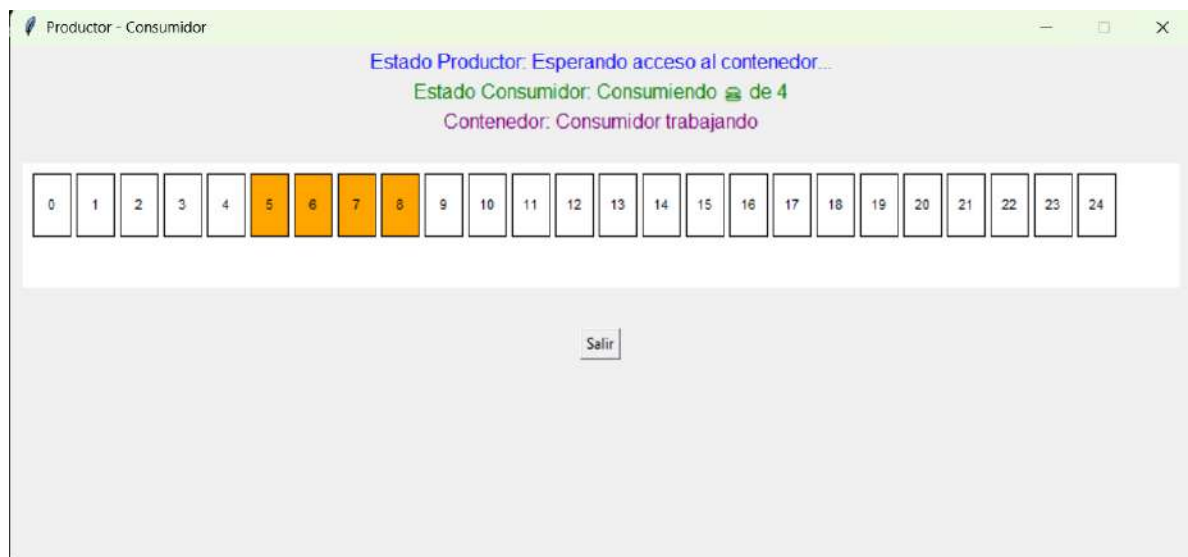 Productor - Consumidor
Estado Productor: Esperando acceso al contenedor...
Estado Consumidor: Consumiendo 🍔 de 4
Contenedor: Consumidor trabajando
0 1 2 3 4 5 6 7 8 9 10 11 12 13 14 15 16 17 18 19 20 21 22 23 24
Salir